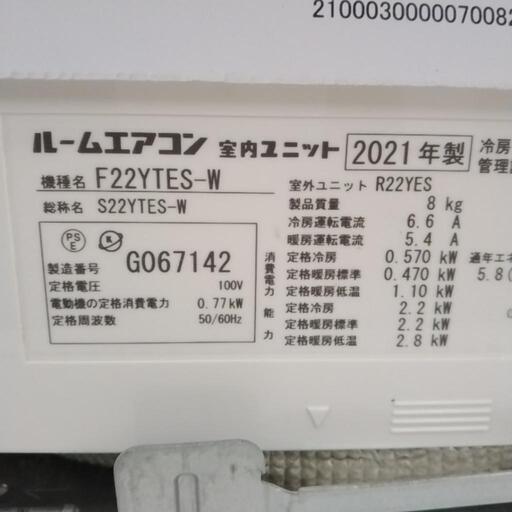 2100030000070082
ルームエアコン 室内ユニット 2021年製 冷房
管理
機種名 F22YTES-W
総称名 S22YTES-W
室外ユニット R22YES
製品質量 8 kg
冷房運転電流 6.6 A
暖房運転電流 5.4 A
PS
E
製造番号 G067142
定格電圧 100V
電動機の定格消費電力 0.77kW
定格周波数 50/60Hz
消費電力
定格冷房 0.570 kW
定格暖房標準 0.470 kW
定格暖房低温 1.10 kW
能力
定格冷房 2.2 kW
定格暖房標準 2.2 kW
定格暖房低温 2.8 kW
通年エネ
5.8